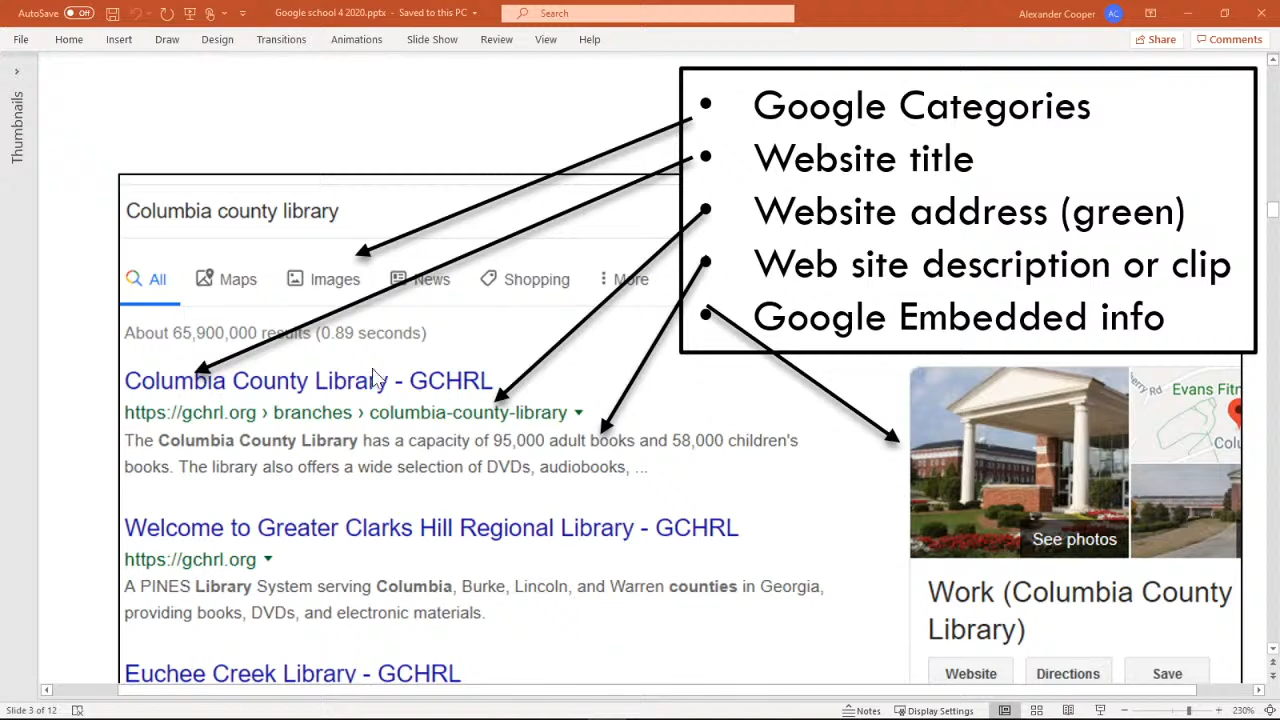 AutoSave Off
Google school 4 2020.pptx - Saved to this PC
Search
Alexander Cooper AC
File Home Insert Draw Design Transitions Animations Slide Show Review View Help
Share Comments
Thumbnails
• Google Categories
• Website title
• Website address (green)
• Web site description or clip
• Google Embedded info
Columbia county library
All Maps Images News Shopping More
About 65,900,000 results (0.89 seconds)
Columbia County Library - GCHRL
https://gchrl.org › branches › columbia-county-library
The Columbia County Library has a capacity of 95,000 adult books and 58,000 children's
books. The library also offers a wide selection of DVDs, audiobooks, ...
Welcome to Greater Clarks Hill Regional Library - GCHRL
https://gchrl.org
A PINES Library System serving Columbia, Burke, Lincoln, and Warren counties in Georgia,
providing books, DVDs, and electronic materials.
Euchee Creek Library - GCHRL
Rd
Evans Fitn
Colu
See photos
Work (Columbia County
Library)
Website Directions Save
Slide 3 of 12
Notes Display Settings
230%